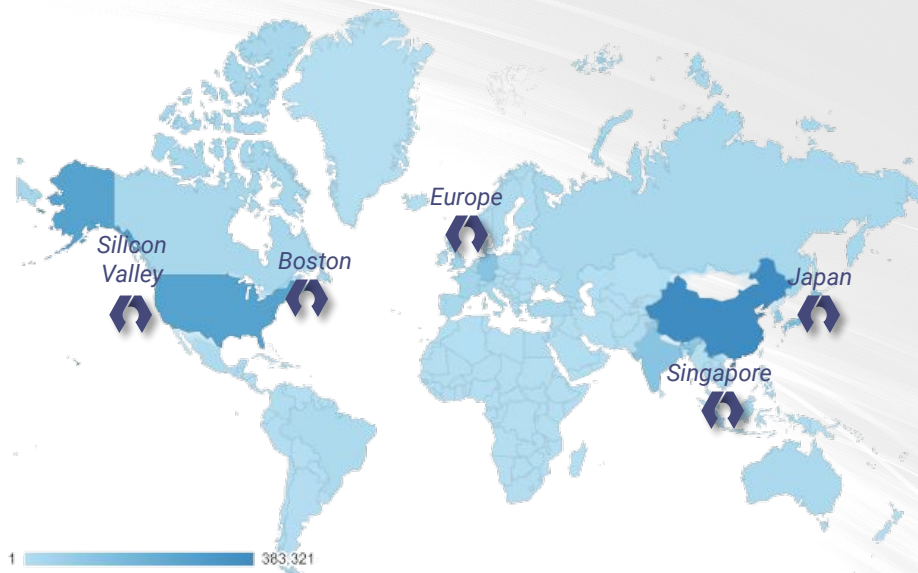 Europe
Silicon
Valley
Boston
Japan
Singapore
1
383,321